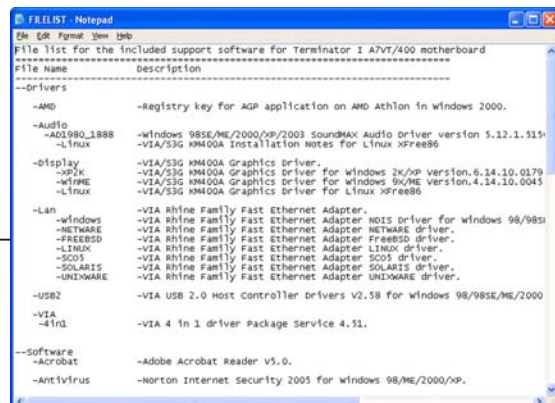 FILELIST - Notepad
File Edit Format View Help
File list for the included support software for Terminator I A7VT/400 motherboard
==========================================================================
File Name Description
==========================================================================
--Drivers
-AMD -Registry key for AGP application on AMD Athlon in Windows 2000.
-Audio
-AD1980_1888 -Windows 98SE/ME/2000/XP/2003 SoundMAX Audio Driver version 5.12.1.515
-Linux -VIA/S3G KM400A Installation Notes for Linux XFree86
-Display -VIA/S3G KM400A Graphics Driver.
-XP2K -VIA/S3G KM400A Graphics Driver for Windows 2K/XP version.6.14.10.0179
-WinME -VIA/S3G KM400A Graphics Driver for Windows 9X/ME version.4.14.10.0045
-Linux -VIA/S3G KM400A Graphics Driver for Linux XFree86
-Lan -VIA Rhine Family Fast Ethernet Adapter.
-Windows -VIA Rhine Family Fast Ethernet Adapter NDIS Driver for Windows 98/98S
-NETWARE -VIA Rhine Family Fast Ethernet Adapter NETWARE driver.
-FREEBSD -VIA Rhine Family Fast Ethernet Adapter FreeBSD driver.
-LINUX -VIA Rhine Family Fast Ethernet Adapter LINUX driver.
-SCO5 -VIA Rhine Family Fast Ethernet Adapter SCO5 driver.
-SOLARIS -VIA Rhine Family Fast Ethernet Adapter SOLARIS driver.
-UNIXWARE -VIA Rhine Family Fast Ethernet Adapter UNIXWARE driver.
-USB2 -VIA USB 2.0 Host Controller Drivers V2.58 for Windows 98/98SE/ME/2000
-VIA
-4in1 -VIA 4 in 1 driver Package Service 4.51.
--Software
-Acrobat -Adobe Acrobat Reader V5.0.
-Antivirus -Norton Internet Security 2005 for Windows 98/ME/2000/XP.